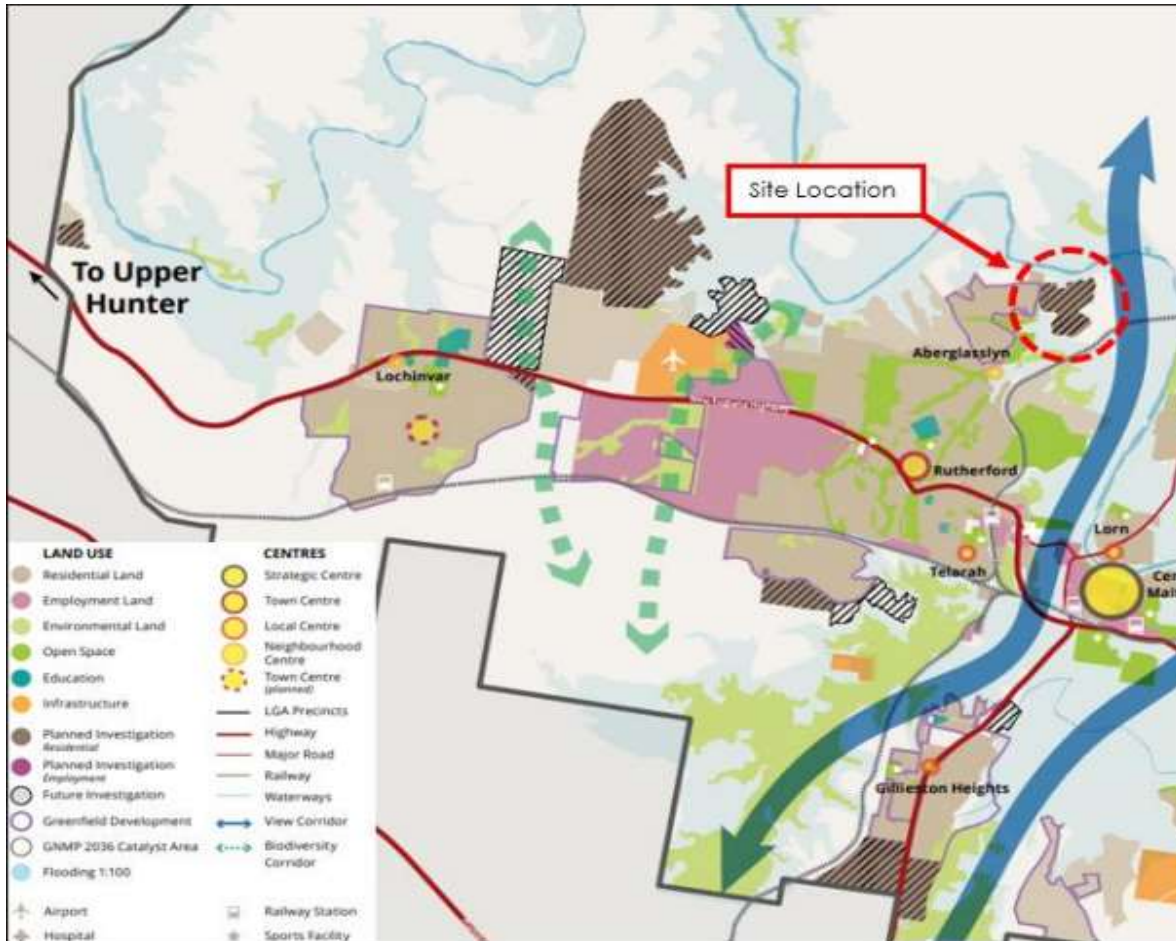 Site Location
To Upper
Hunter
Lochinvar
Aberglasslyn
Rutherford
Lorn
Telarah
Cen
Mait
Gillieston Heights
LAND USE
Residential Land
Employment Land
Environmental Land
Open Space
Education
Infrastructure
Planned Investigation
Residential
Planned Investigation
Employment
Future Investigation
Greenfield Development
GNMP 2036 Catalyst Area
Flooding 1:100
Airport
Hospital
CENTRES
Strategic Centre
Town Centre
Local Centre
Neighbourhood
Centre
Town Centre
(planned)
LGA Precincts
Highway
Major Road
Railway
Waterways
View Corridor
Biodiversity
Corridor
Railway Station
Sports Facility